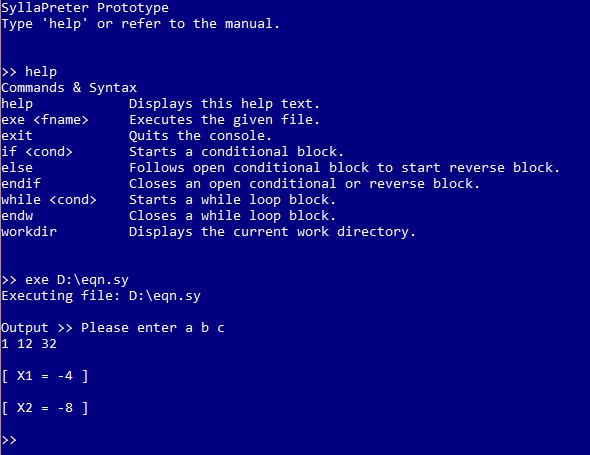 SyllaPreter Prototype
Type 'help' or refer to the manual.
>> help
Commands & Syntax
help Displays this help text.
exe <fname> Executes the given file.
exit Quits the console.
if <cond> Starts a conditional block.
else Follows open conditional block to start reverse block.
endif Closes an open conditional or reverse block.
while <cond> Starts a while loop block.
endw Closes a while loop block.
workdir Displays the current work directory.
>> exe D:\eqn.sy
Executing file: D:\eqn.sy
Output >> Please enter a b c
1 12 32
[ X1 = -4 ]
[ X2 = -8 ]
>>